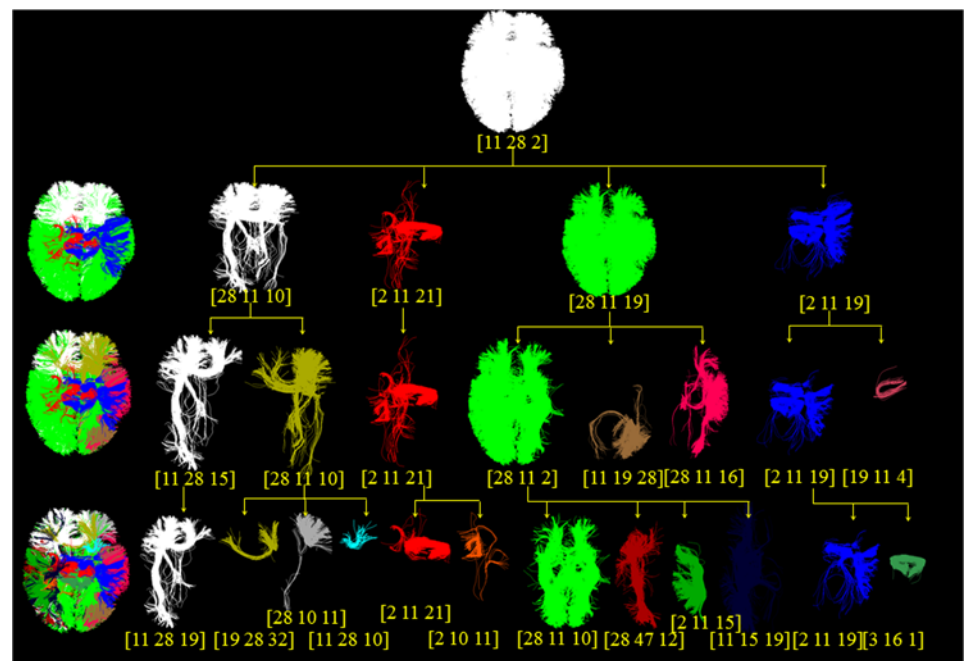 [11 28 2]
[28 11 10]
[2 11 21]
[28 11 19]
[2 11 19]
[11 28 15]
[28 11 10]
[2 11 21]
[28 11 2]
[11 19 28]
[28 11 16]
[2 11 19]
[19 11 4]
[11 28 19]
[19 28 32]
[28 10 11]
[11 28 10]
[2 11 21]
[2 10 11]
[28 11 10]
[28 47 12]
[2 11 15]
[11 15 19]
[2 11 19]
[3 16 1]